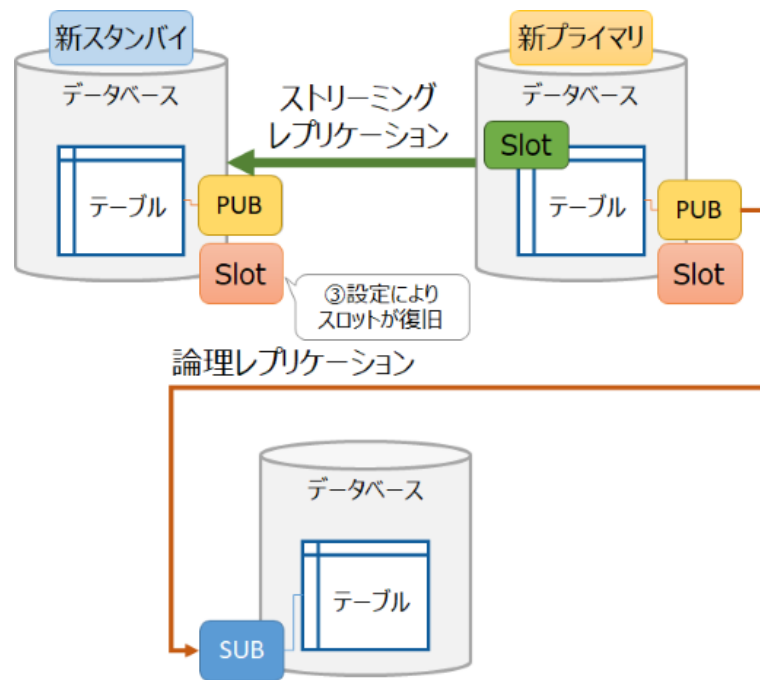 新スタンバイ
新プライマリ
データベース
データベース
ストリーミング
レプリケーション
Slot
テーブル
PUB
テーブル
PUB
Slot
Slot
③設定により
スロットが復旧
論理レプリケーション
データベース
テーブル
SUB